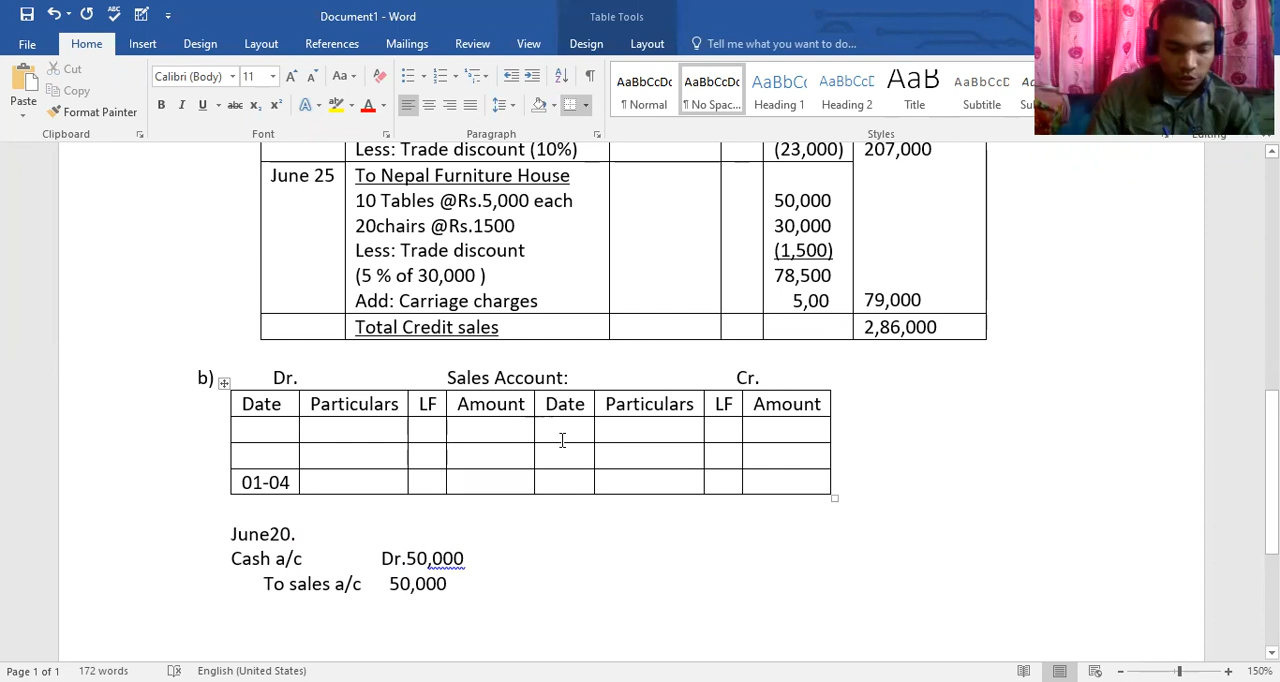 Document1 - Word
Table Tools
File Home Insert Design Layout References Mailings Review View Design Layout Tell me what you want to do...
Paste
Cut
Copy
Format Painter
Calibri (Body) 11
AaBbCcDc AaBbCcDc AaBbCc AaBbCcD AaB AaBbCcD
¶ Normal ¶ No Spac... Heading 1 Heading 2 Title Subtitle
Clipboard Font Paragraph Styles
Less: Trade discount (10%) (23,000) 207,000
June 25 To Nepal Furniture House
10 Tables @Rs.5,000 each 50,000
20chairs @Rs.1500 30,000
Less: Trade discount (1,500)
(5 % of 30,000 ) 78,500
Add: Carriage charges 5,00 79,000
Total Credit sales 2,86,000
b) Dr. Sales Account: Cr.
Date Particulars LF Amount Date Particulars LF Amount
01-04
June20.
Cash a/c Dr.50,000
To sales a/c 50,000
Page 1 of 1 172 words English (United States) 150%